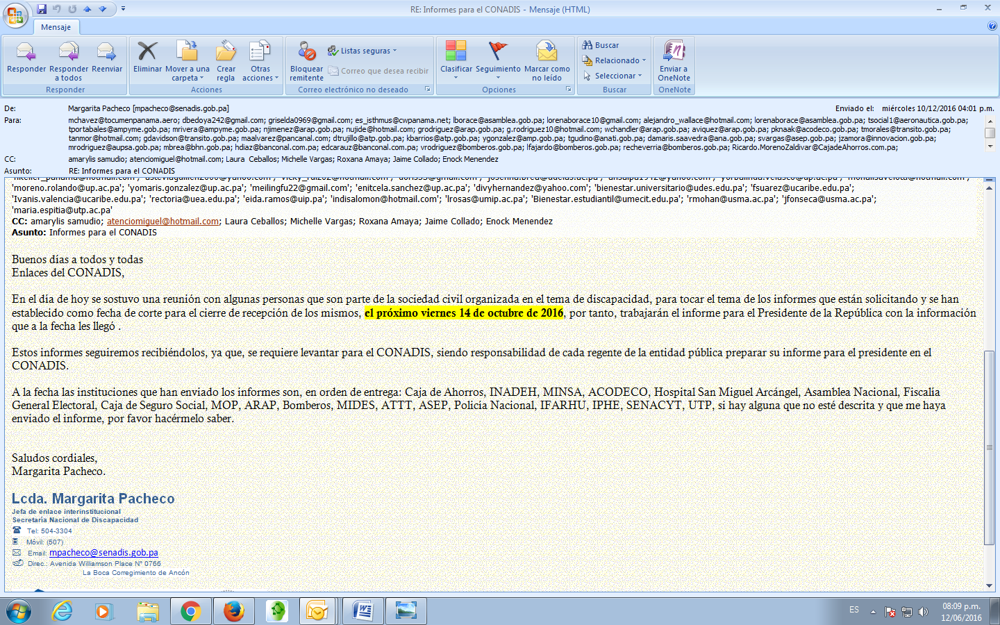 RE: Informes para el CONADIS - Mensaje (HTML)
Mensaje
Responder
Responder a todos
Reenviar
Responder
Eliminar
Mover a una carpeta
Crear regla
Otras acciones
Acciones
Bloquear remitente
Listas seguras
Correo que desea recibir
Correo electrónico no deseado
Clasificar
Seguimiento
Marcar como no leído
Opciones
Buscar
Relacionado
Seleccionar
Buscar
Enviar a OneNote
OneNote
De: Margarita Pacheco [mpacheco@senadis.gob.pa] Enviado el: miércoles 10/12/2016 04:01 p.m.
Para: mchavez@tocumenpanama.aero; dbedoya242@gmail.com; griselda0969@gmail.com; es_isthmus@cwpanama.net; lborace@asamblea.gob.pa; lorenaborace10@gmail.com; alejandro_wallace@hotmail.com; lorenaborace@asamblea.gob.pa; tsocial1@aeronautica.gob.pa;
tportabales@ampyme.gob.pa; mrivera@ampyme.gob.pa; njimenez@arap.gob.pa; nujide@hotmail.com; grodriguez@arap.gob.pa; g.rodriguez10@hotmail.com; wchandler@arap.gob.pa; aviquez@arap.gob.pa; pknaak@acodeco.gob.pa; tmorales@transito.gob.pa;
tanmor@hotmail.com; gdavidson@transito.gob.pa; maalvarez@pancanal.com; dtrujillo@atp.gob.pa; kbarrios@atp.gob.pa; ygonzalez@amp.gob.pa; tgudino@anati.gob.pa; damaris.saavedra@ana.gob.pa; svargas@asep.gob.pa; jzamora@innovacion.gob.pa;
mrodriguez@aupsa.gob.pa; mbrea@bhn.gob.pa; hdiaz@banconal.com.pa; edcarauz@banconal.com.pa; vrodriguez@bomberos.gob.pa; lfajardo@bomberos.gob.pa; recheverria@bomberos.gob.pa; Ricardo.MorenoZaldivar@CajadeAhorros.com.pa;
CC: amarylis samudio; atenciomiguel@hotmail.com; Laura Ceballos; Michelle Vargas; Roxana Amaya; Jaime Collado; Enock Menendez
Asunto: RE: Informes para el CONADIS
'moreno.rolando@up.ac.pa'; 'yomaris.gonzalez@up.ac.pa'; 'meilingfu22@gmail.com'; 'enitcela.sanchez@up.ac.pa'; 'divyhernandez@yahoo.com'; 'bienestar.universitario@udes.edu.pa'; 'fsuarez@ucaribe.edu.pa';
'Ivanis.valencia@ucaribe.edu.pa'; 'rectoria@uea.edu.pa'; 'eida.ramos@uip.pa'; 'indisalomon@hotmail.com'; 'lrosas@umip.ac.pa'; 'Bienestar.estudiantil@umecit.edu.pa'; 'rmohan@usma.ac.pa'; 'jfonseca@usma.ac.pa';
'maria.espitia@utp.ac.pa'
CC: amarylis samudio; atenciomiguel@hotmail.com; Laura Ceballos; Michelle Vargas; Roxana Amaya; Jaime Collado; Enock Menendez
Asunto: Informes para el CONADIS
Buenos días a todos y todas
Enlaces del CONADIS,
En el día de hoy se sostuvo una reunión con algunas personas que son parte de la sociedad civil organizada en el tema de discapacidad, para tocar el tema de los informes que están solicitando y se han
establecido como fecha de corte para el cierre de recepción de los mismos, el próximo viernes 14 de octubre de 2016, por tanto, trabajarán el informe para el Presidente de la República con la información
que a la fecha les llegó .
Estos informes seguiremos recibiéndolos, ya que, se requiere levantar para el CONADIS, siendo responsabilidad de cada regente de la entidad pública preparar su informe para el presidente en el
CONADIS.
A la fecha las instituciones que han enviado los informes son, en orden de entrega: Caja de Ahorros, INADEH, MINSA, ACODECO, Hospital San Miguel Arcángel, Asamblea Nacional, Fiscalía
General Electoral, Caja de Seguro Social, MOP, ARAP, Bomberos, MIDES, ATTT, ASEP, Policía Nacional, IFARHU, IPHE, SENACYT, UTP, si hay alguna que no esté descrita y que me haya
enviado el informe, por favor hacérmelo saber.
Saludos cordiales,
Margarita Pacheco.
Lcda. Margarita Pacheco
Jefa de enlace interinstitucional
Secretaría Nacional de Discapacidad
Tel: 504-3304
Móvil: (507)
Email: mpacheco@senadis.gob.pa
Direc.: Avenida Williamson Place N° 0766
La Boca Corregimiento de Ancón
ES
08:09 p.m.
12/06/2016